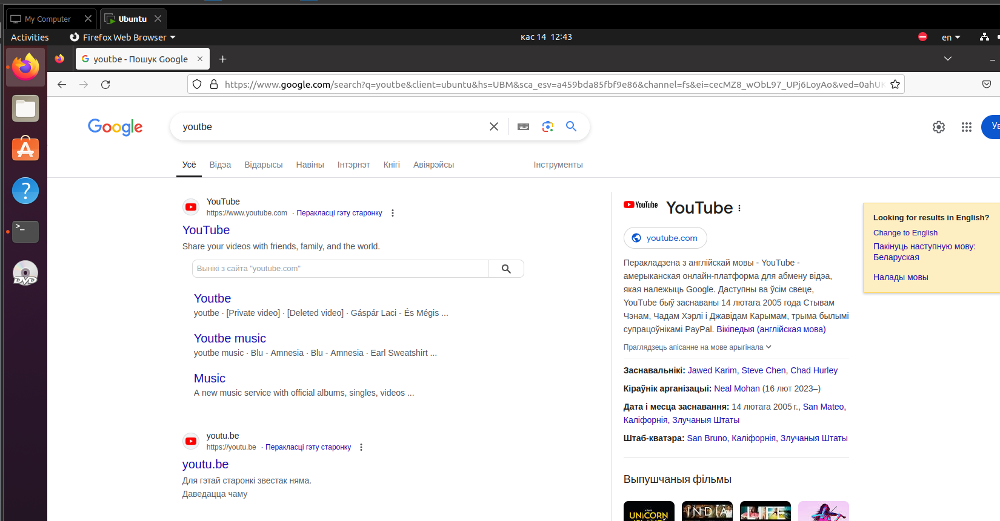 My Computer
Ubuntu
Activities
Firefox Web Browser
кас 14 12:43
en
youtbe - Пошук Google
https://www.google.com/search?q=youtbe&client=ubuntu&hs=UBM&sca_esv=a459bda85fbf9e86&channel=fs&ei=cecMZ8_wObL97_UPj6LoyAo&ved=0ahUK
Google
youtbe
Ув
Усё
Відэа
Відарысы
Навіны
Інтэрнэт
Кнігі
Авіярэйсы
Інструменты
YouTube
https://www.youtube.com · Перакласці гэту старонку
YouTube
Share your videos with friends, family, and the world.
Вынікі з сайта "youtube.com"
Youtbe
youtbe · [Private video] · [Deleted video] · Gáspár Laci - És Mégis ...
Youtbe music
youtbe music · Blu - Amnesia · Blu - Amnesia · Earl Sweatshirt ...
Music
A new music service with official albums, singles, videos ...
youtu.be
https://youtu.be · Перакласці гэту старонку
youtu.be
Для гэтай старонкі звестак няма.
Даведацца чаму
YouTube
YouTube
youtube.com
Перакладзена з англійскай мовы - YouTube -
амерыканская онлайн-платформа для абмену відэа,
якая належыць Google. Даступны ва ўсім свеце,
YouTube быў заснаваны 14 лютага 2005 года Стывам
Чэнам, Чадам Хэрлі і Джавідам Карымам, трыма былымі
супрацоўнікамі PayPal. Вікіпедыя (англійская мова)
Праглядзець апісанне на мове арыгінала
Заснавальнікі: Jawed Karim, Steve Chen, Chad Hurley
Кіраўнік арганізацыі: Neal Mohan (16 лют 2023–)
Дата і месца заснавання: 14 лютага 2005 г., San Mateo,
Каліфорнія, Злучаныя Штаты
Штаб-кватэра: San Bruno, Каліфорнія, Злучаныя Штаты
Выпушчаныя фільмы
UNICORN
INDIA
LIFE
Looking for results in English?
Change to English
Пакінуць наступную мову:
Беларуская
Налады мовы
>_
?
DVD